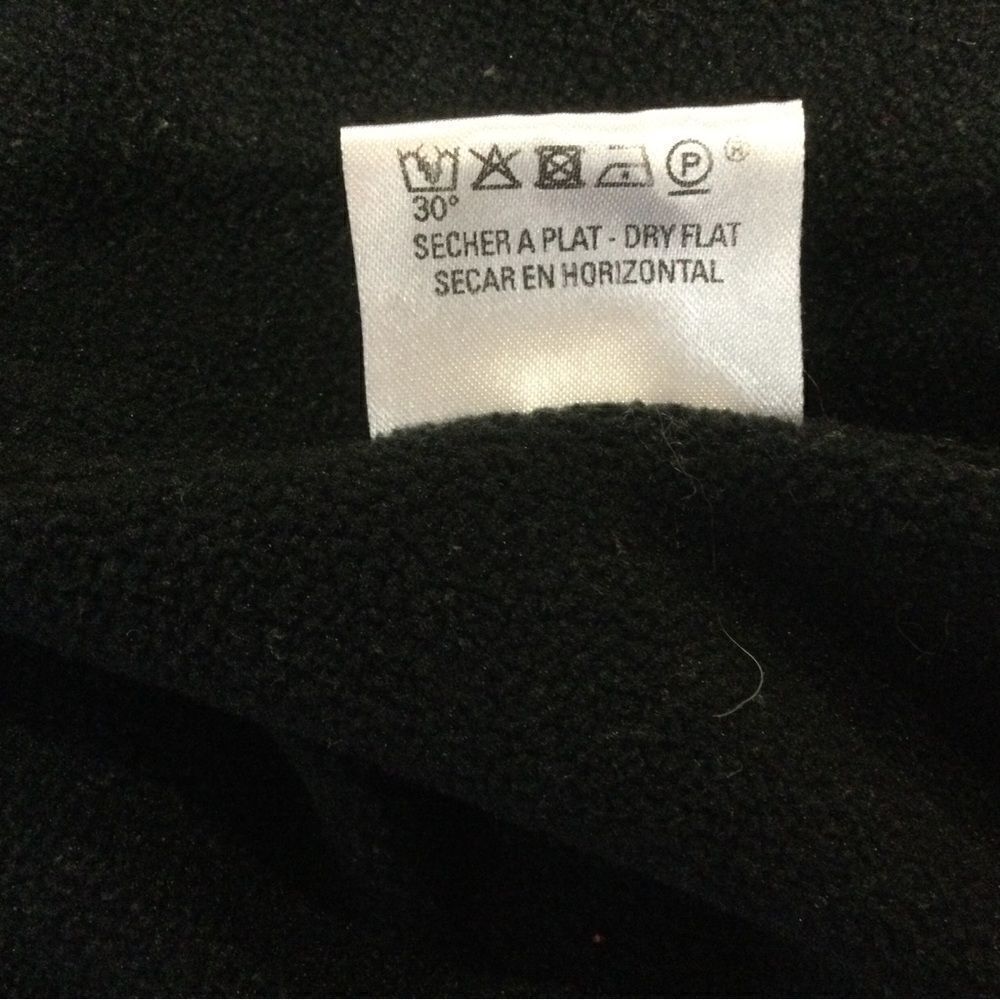 P ®
30°
SECHER A PLAT - DRY FLAT
SECAR EN HORIZONTAL